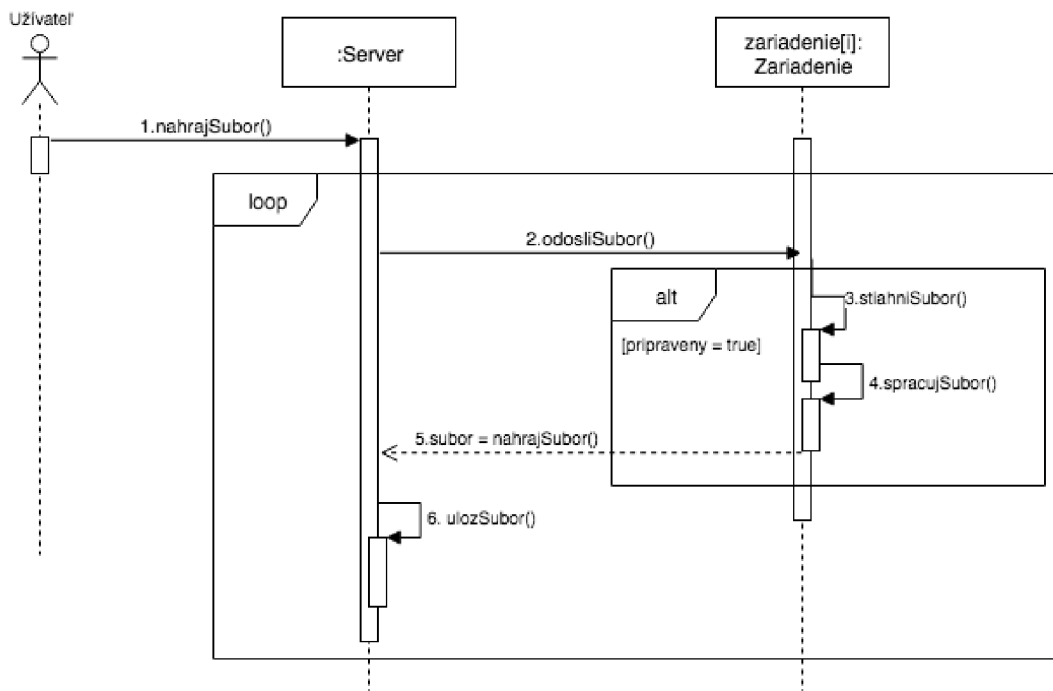 Užívateľ
:Server
zariadenie[i]:
Zariadenie
1.nahrajSubor()
loop
2.odosliSubor()
alt
3.stiahniSubor()
[pripraveny = true]
4.spracujSubor()
5.subor = nahrajSubor()
6. ulozSubor()